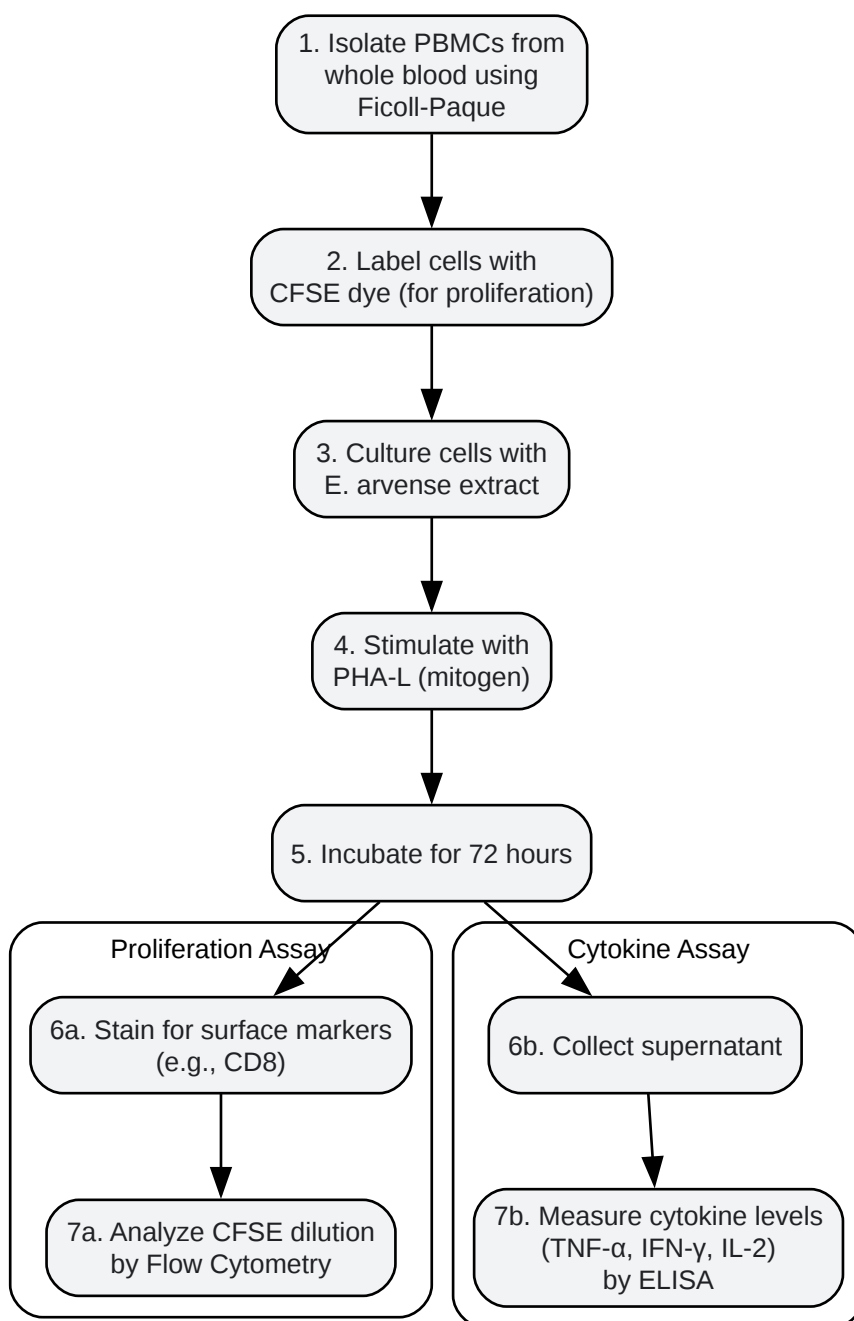 1. Isolate PBMCs from
whole blood using
Ficoll-Paque
2. Label cells with
CFSE dye (for proliferation)
3. Culture cells with
E. arvense extract
4. Stimulate with
PHA-L (mitogen)
5. Incubate for 72 hours
Proliferation Assay
6a. Stain for surface markers
(e.g., CD8)
7a. Analyze CFSE dilution
by Flow Cytometry
Cytokine Assay
6b. Collect supernatant
7b. Measure cytokine levels
(TNF-α, IFN-γ, IL-2)
by ELISA